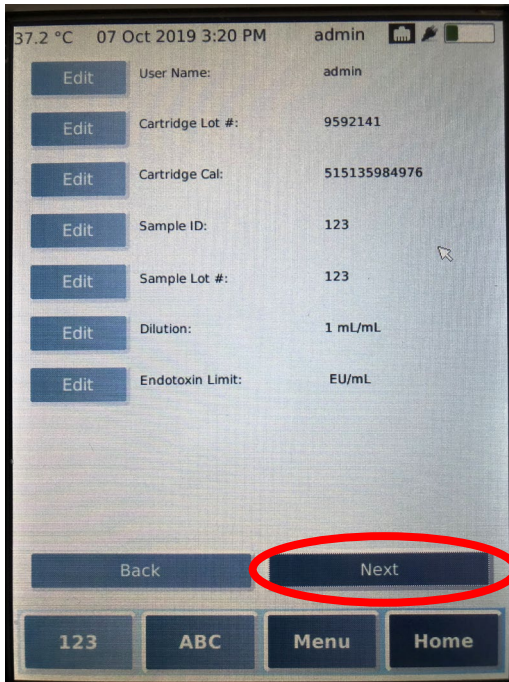 37.2 °C 07 Oct 2019 3:20 PM admin
Edit User Name: admin
Edit Cartridge Lot #: 9592141
Edit Cartridge Cal: 515135984976
Edit Sample ID: 123
Edit Sample Lot #: 123
Edit Dilution: 1 mL/mL
Edit Endotoxin Limit: EU/mL
Back Next
123 ABC Menu Home